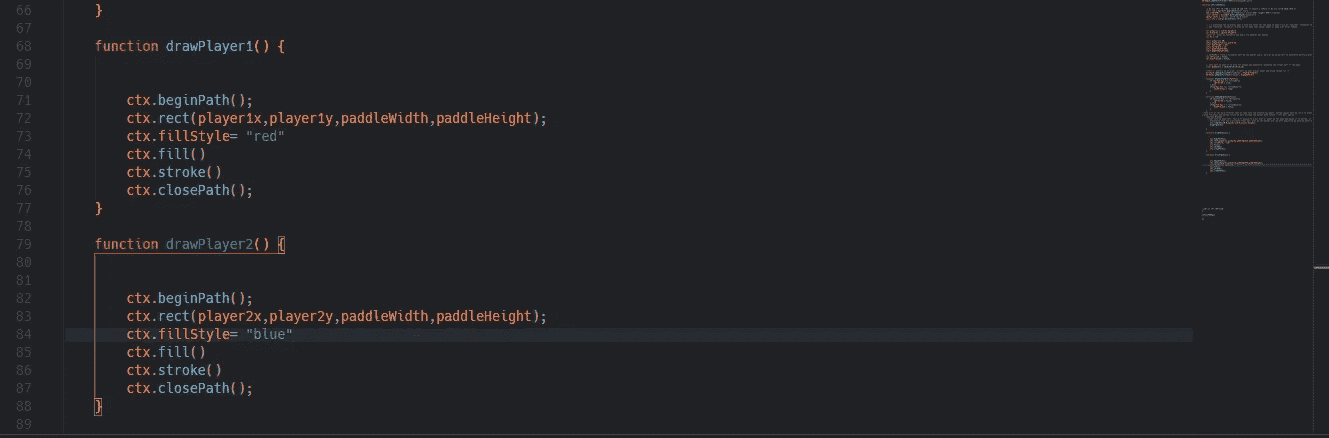 66 }
67
68 function drawPlayer1() {
69
70
71 ctx.beginPath();
72 ctx.rect(player1x,player1y,paddleWidth,paddleHeight);
73 ctx.fillStyle= "red"
74 ctx.fill()
75 ctx.stroke()
76 ctx.closePath();
77 }
78
79 function drawPlayer2() {
80
81
82 ctx.beginPath();
83 ctx.rect(player2x,player2y,paddleWidth,paddleHeight);
84 ctx.fillStyle= "blue"
85 ctx.fill()
86 ctx.stroke()
87 ctx.closePath();
88 }
89